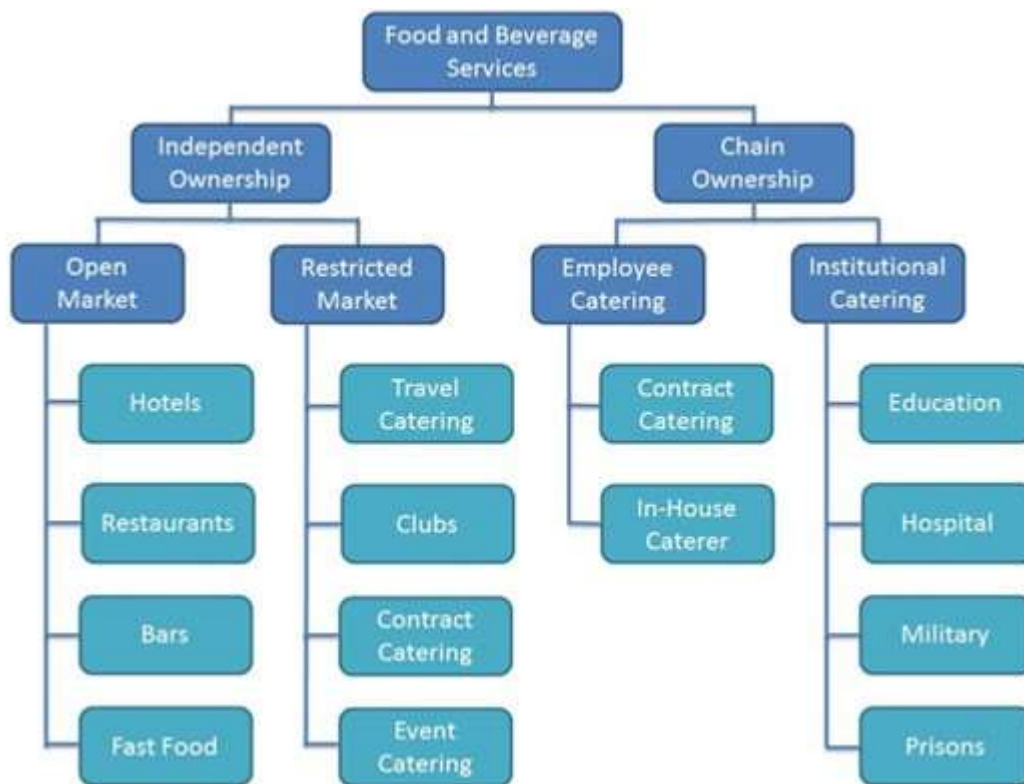 Food and Beverage
Services
Independent
Ownership
Chain
Ownership
Open
Market
Restricted
Market
Employee
Catering
Institutional
Catering
Hotels
Travel
Catering
Contract
Catering
Education
Restaurants
Clubs
In-House
Caterer
Hospital
Bars
Contract
Catering
Military
Fast Food
Event
Catering
Prisons